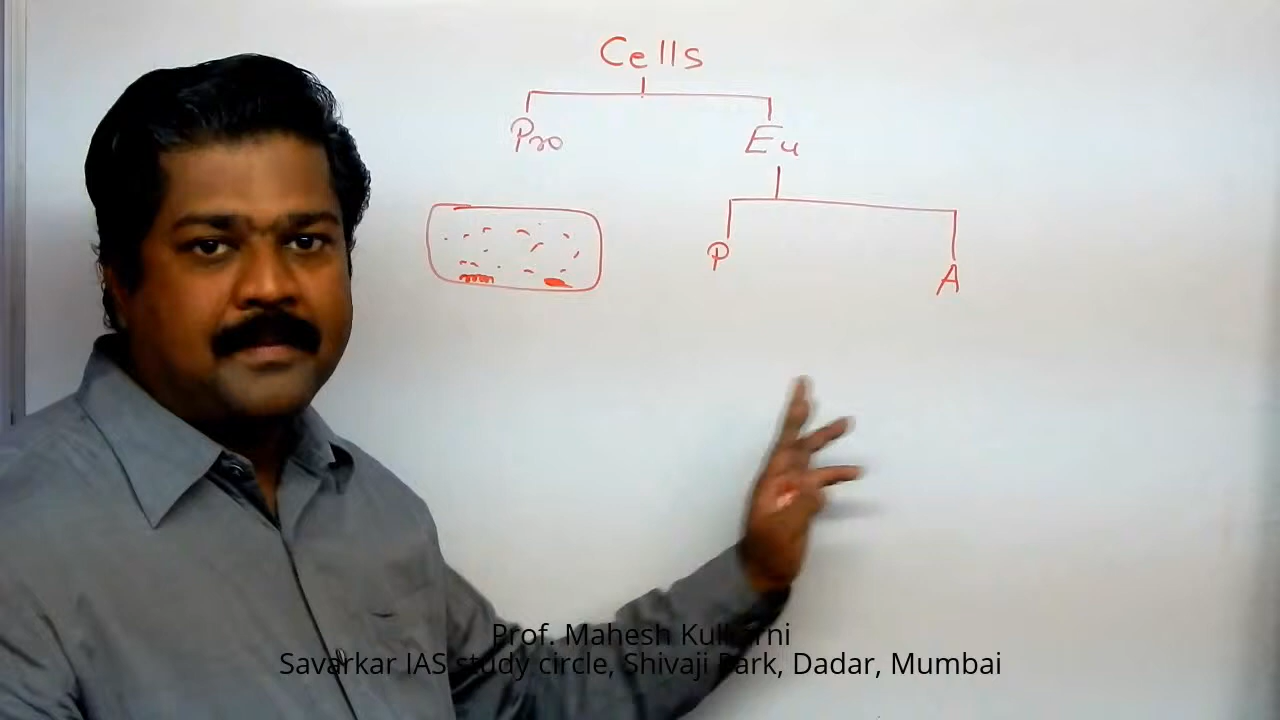 Cells
Pro Eu
P A
Prof. Mahesh Kulkarni
Savarkar IAS study circle, Shivaji Park, Dadar, Mumbai